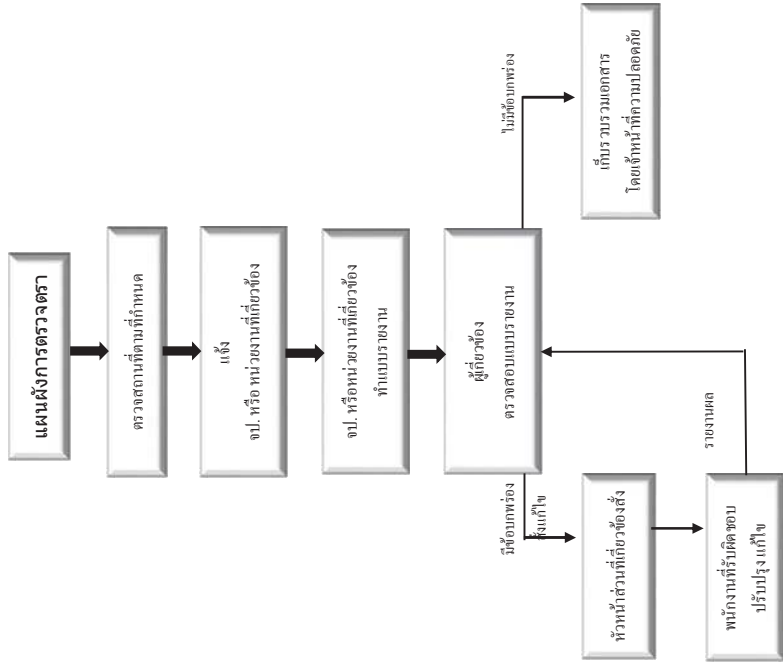 แผนผังการตรวจตรา
ตรวจสถานที่ตามที่กำหนด
แจ้ง
จป. หรือ หน่วยงานที่เกี่ยวข้อง
จป. หรือหน่วยงานที่เกี่ยวข้อง
ทำแบบรายงาน
ผู้เกี่ยวข้อง
ตรวจสอบแบบรายงาน
ไม่มีข้อบกพร่อง
เก็บรวบรวมเอกสาร
โดยเจ้าหน้าที่ความปลอดภัย
มีข้อบกพร่อง
สั่งแก้ไข
หัวหน้าส่วนที่เกี่ยวข้องสั่ง
พนักงานที่รับผิดชอบ
ปรับปรุง แก้ไข
รายงานผล